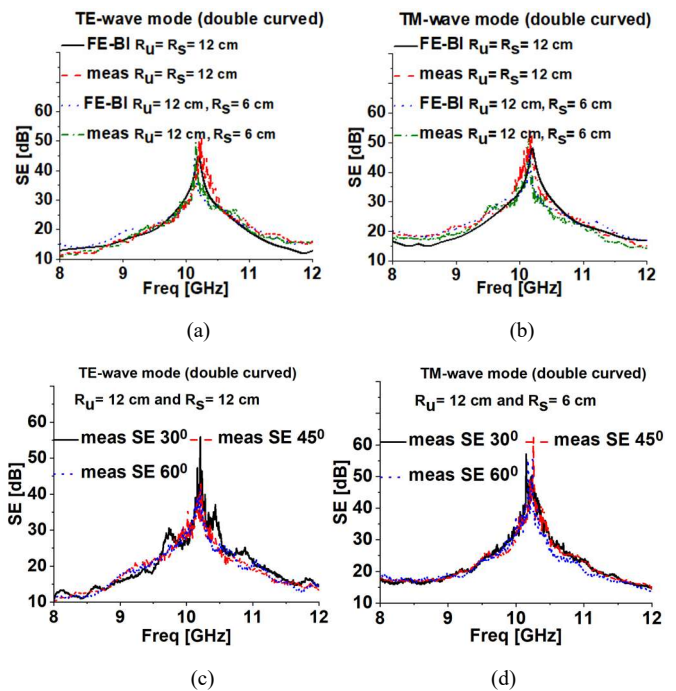 TE-wave mode (double curved)
FE-BI Ru= Rs= 12 cm
meas Ru= Rs= 12 cm
FE-BI Ru= 12 cm, Rs= 6 cm
meas Ru= 12 cm, Rs= 6 cm
SE [dB]
60
50
40
30
20
10
8 9 10 11 12
Freq [GHz]
(a)
TM-wave mode (double curved)
FE-BI Ru= Rs= 12 cm
meas Ru= Rs= 12 cm
FE-BI Ru= 12 cm, Rs= 6 cm
meas Ru= 12 cm, Rs= 6 cm
SE [dB]
60
50
40
30
20
10
8 9 10 11 12
Freq [GHz]
(b)
TE-wave mode (double curved)
Ru= 12 cm and Rs= 12 cm
meas SE 30⁰ meas SE 45⁰
meas SE 60⁰
SE [dB]
60
50
40
30
20
10
8 9 10 11 12
Freq [GHz]
(c)
TM-wave mode (double curved)
Ru= 12 cm and Rs= 6 cm
meas SE 30⁰ meas SE 45⁰
meas SE 60⁰
SE [dB]
60
50
40
30
20
10
8 9 10 11 12
Freq [GHz]
(d)